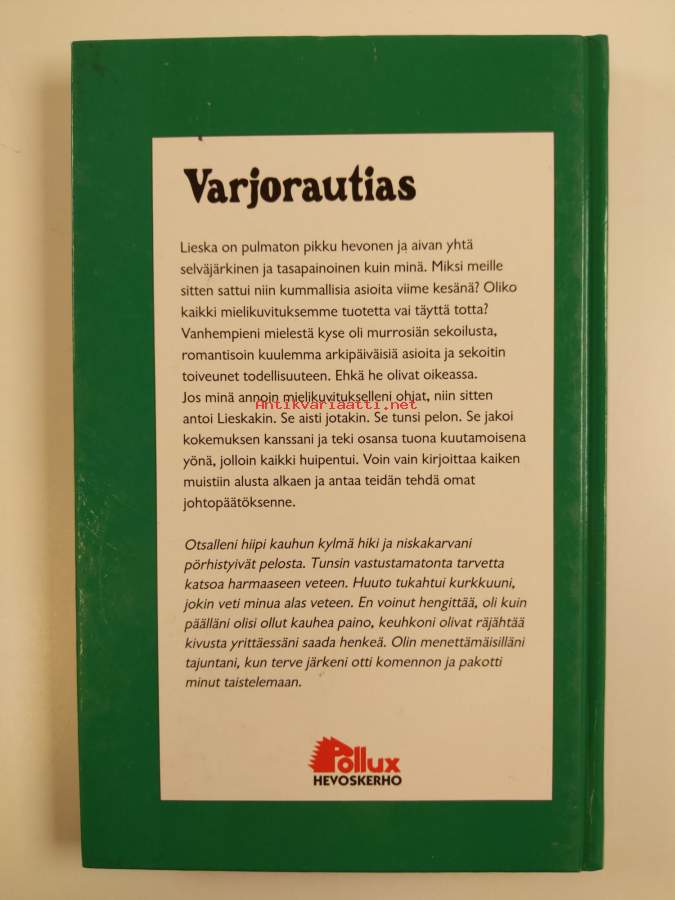 Varjorautias
Lieska on pulmaton pikku hevonen ja aivan yhtä
selväjärkinen ja tasapainoinen kuin minä. Miksi meille
sitten sattui niin kummallisia asioita viime kesänä? Oliko
kaikki mielikuvituksemme tuotetta vai täyttä totta?
Vanhempieni mielestä kyse oli murrosiän sekoilusta,
romantisoin kuulemma arkipäiväisiä asioita ja sekoitin
toiveunet todellisuuteen. Ehkä he olivat oikeassa.
Jos minä annoin mielikuvitukselleni ohjat, niin sitten
Antikvariaatti.net
antoi Lieskakin. Se aisti jotakin. Se tunsi pelon. Se jakoi
kokemuksen kanssani ja teki osansa tuona kuutamoisena
yönä, jolloin kaikki huipentui. Voin vain kirjoittaa kaiken
muistiin alusta alkaen ja antaa teidän tehdä omat
johtopäätöksenne.
Otsalleni hiipi kauhun kylmä hiki ja niskakarvani
pörhistyivät pelosta. Tunsin vastustamatonta tarvetta
katsoa harmaaseen veteen. Huuto tukahtui kurkkuuni,
jokin veti minua alas veteen. En voinut hengittää, oli kuin
päälläni olisi ollut kauhea paino, keuhkoni olivat räjähtää
kivusta yrittäessäni saada henkeä. Olin menettämäisilläni
tajuntani, kun terve järkeni otti komennon ja pakotti
minut taistelemaan.
Pollux
HEVOSKERHO